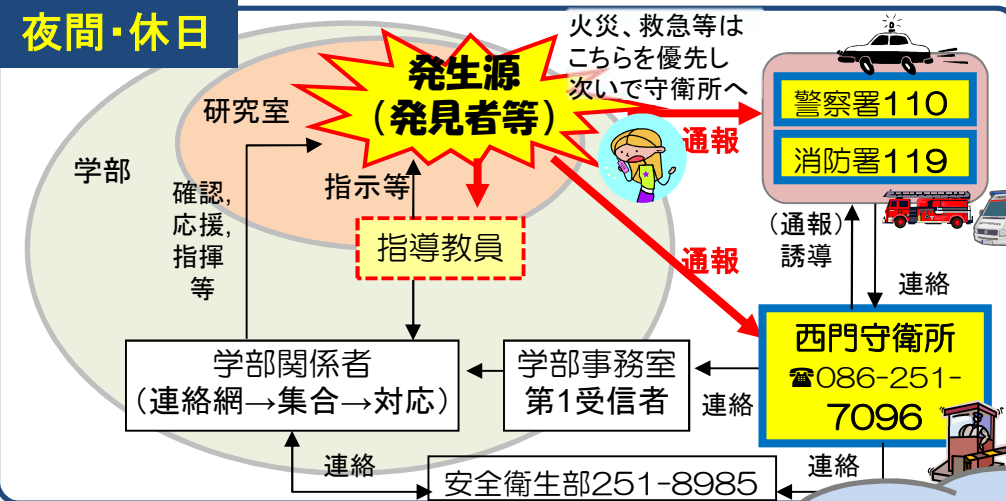 夜間・休日
火災、救急等は
こちらを優先し
次いで守衛所へ
発生源
(発見者等)
研究室
学部
通報
警察署110
消防署119
確認,
応援,
指揮
等
指示等
指導教員
通報
(通報)
誘導
連絡
西門守衛所
☎086-251-
7096
学部関係者
(連絡網→集合→対応)
学部事務室
第1受信者
連絡
連絡
安全衛生部251-8985
連絡